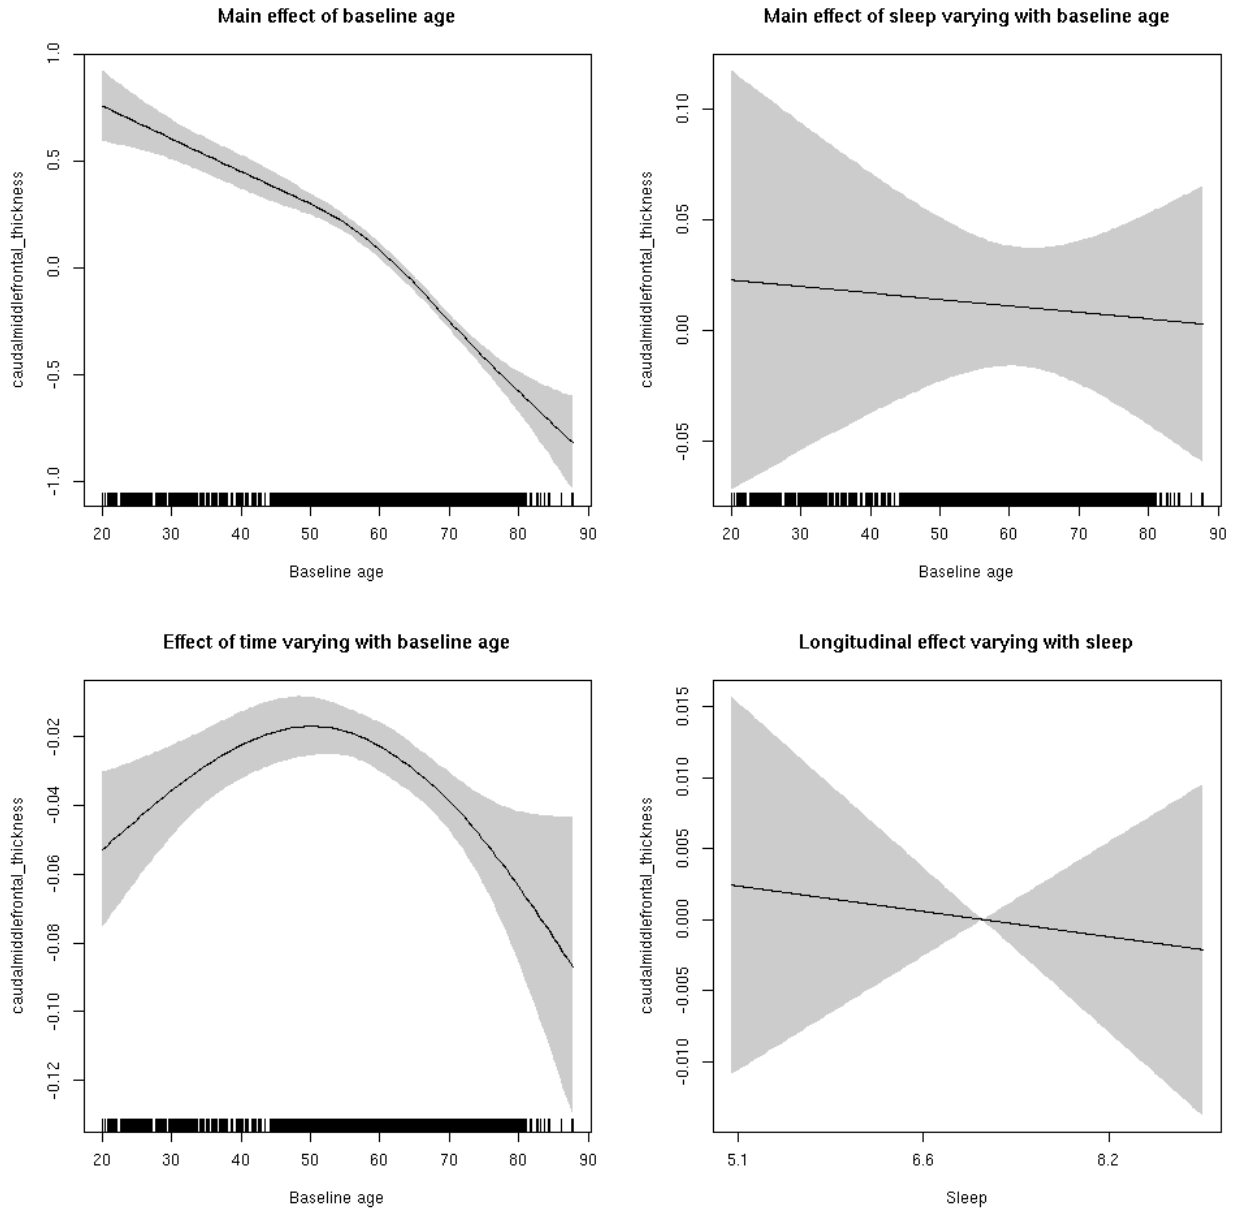 Main effect of baseline age
caudalmiddlefrontal_thickness
1.0
0.5
0.0
-0.5
-1.0
20 30 40 50 60 70 80 90
Baseline age
Main effect of sleep varying with baseline age
caudalmiddlefrontal_thickness
0.10
0.05
0.00
-0.05
20 30 40 50 60 70 80 90
Baseline age
Effect of time varying with baseline age
caudalmiddlefrontal_thickness
-0.02
-0.04
-0.06
-0.08
-0.10
-0.12
20 30 40 50 60 70 80 90
Baseline age
Longitudinal effect varying with sleep
caudalmiddlefrontal_thickness
0.015
0.010
0.005
0.000
-0.005
-0.010
5.1 6.6 8.2
Sleep